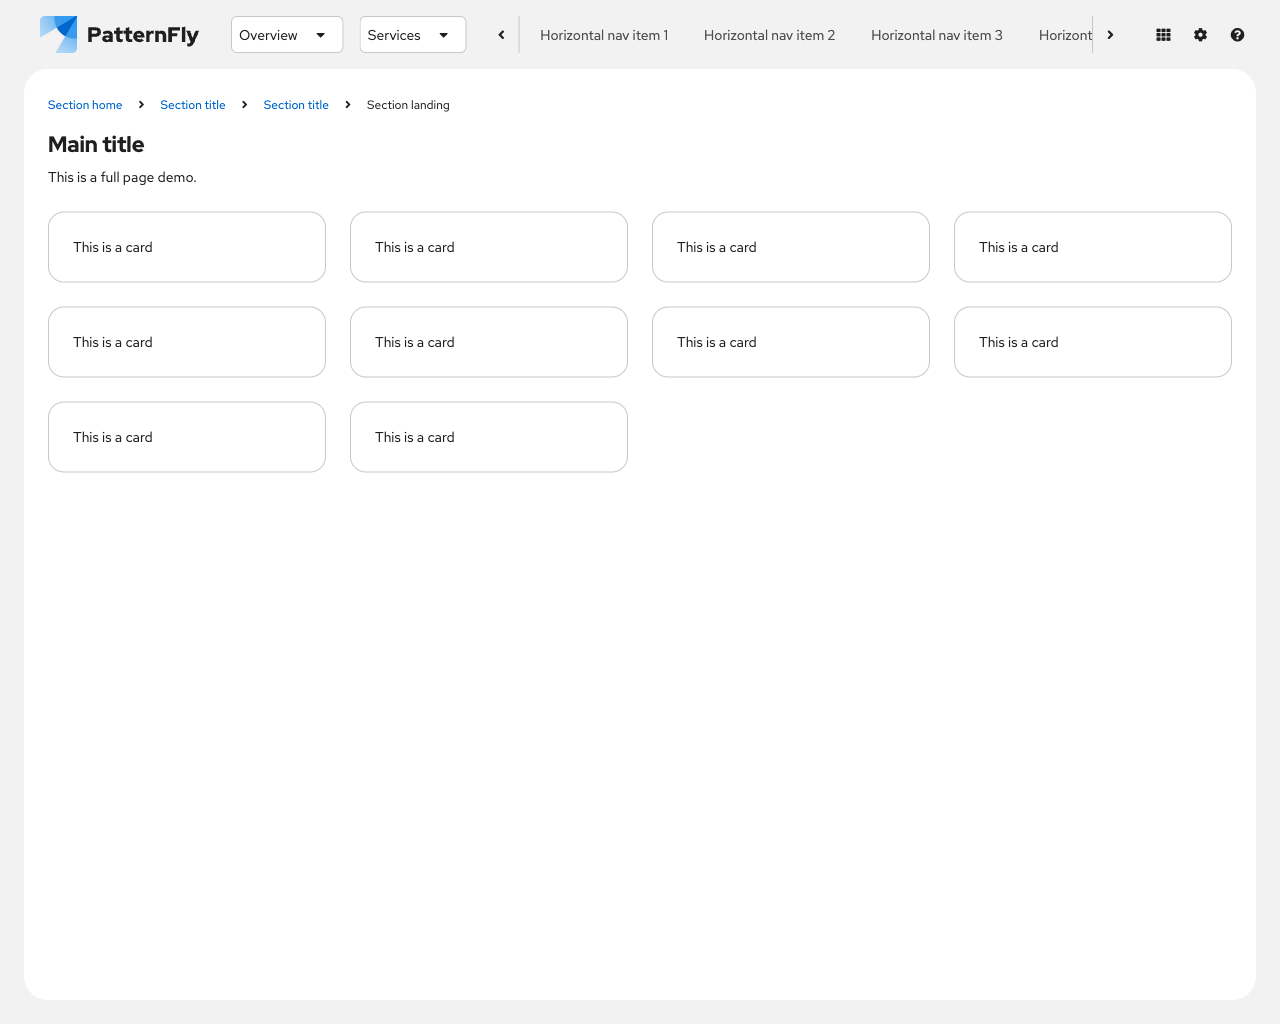 PatternFly Overview Services Horizontal nav item 1 Horizontal nav item 2 Horizontal nav item 3 Horizont
Section home Section title Section title Section landing
Main title
This is a full page demo.
This is a card This is a card This is a card This is a card
This is a card This is a card This is a card This is a card
This is a card This is a card